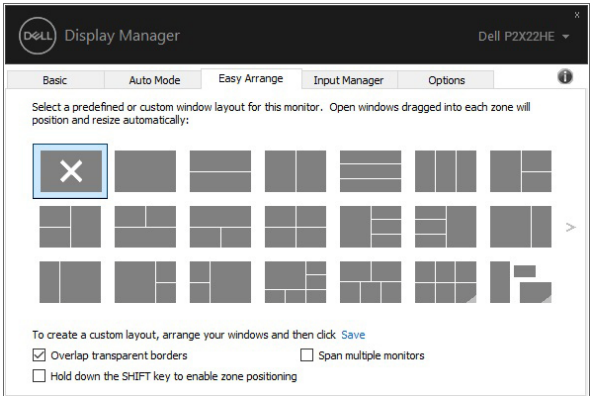 DELL Display Manager
x
Dell P2X22HE
Basic
Auto Mode
Easy Arrange
Input Manager
Options
i
Select a predefined or custom window layout for this monitor. Open windows dragged into each zone will
position and resize automatically:
>
To create a custom layout, arrange your windows and then click Save
Overlap transparent borders
Span multiple monitors
Hold down the SHIFT key to enable zone positioning